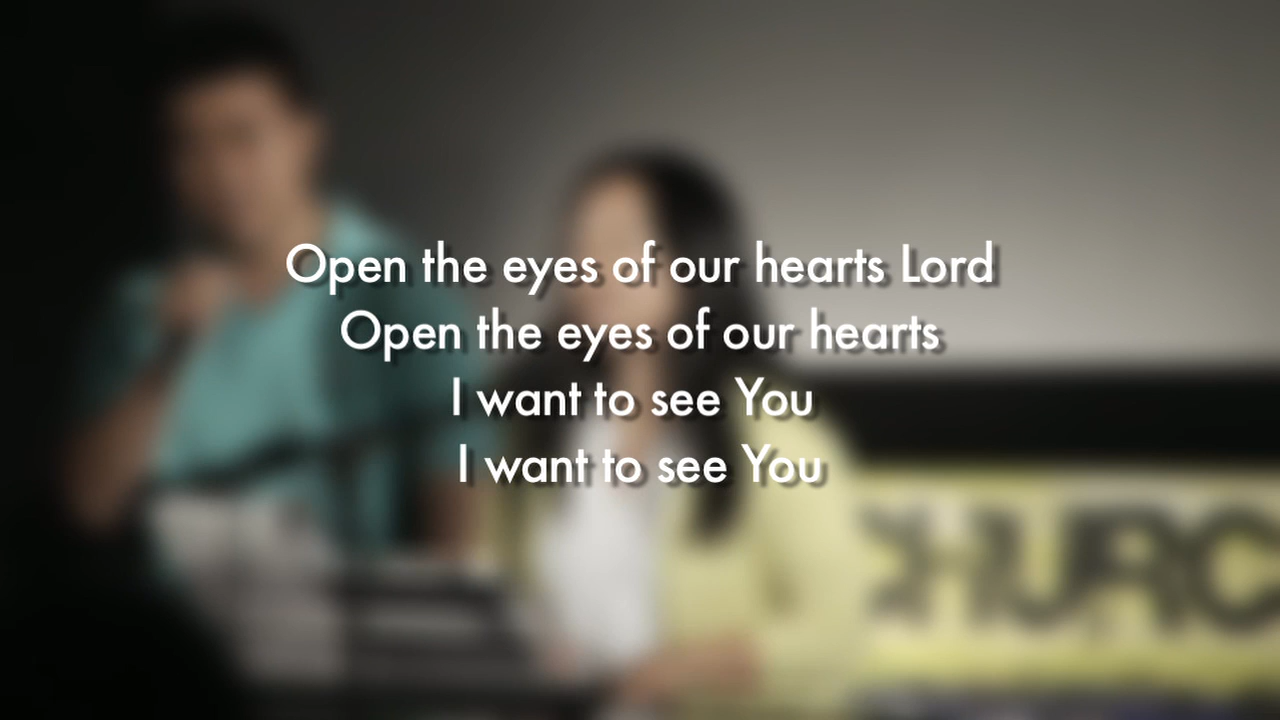 Open the eyes of our hearts Lord
Open the eyes of our hearts
I want to see You
I want to see You
CHURC